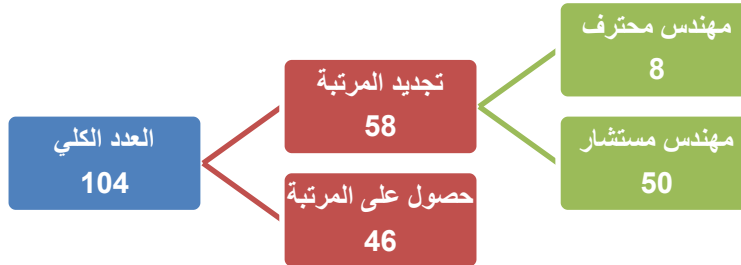 العدد الكلي
104
تجديد المرتبة
58
حصول على المرتبة
46
مهندس محترف
8
مهندس مستشار
50